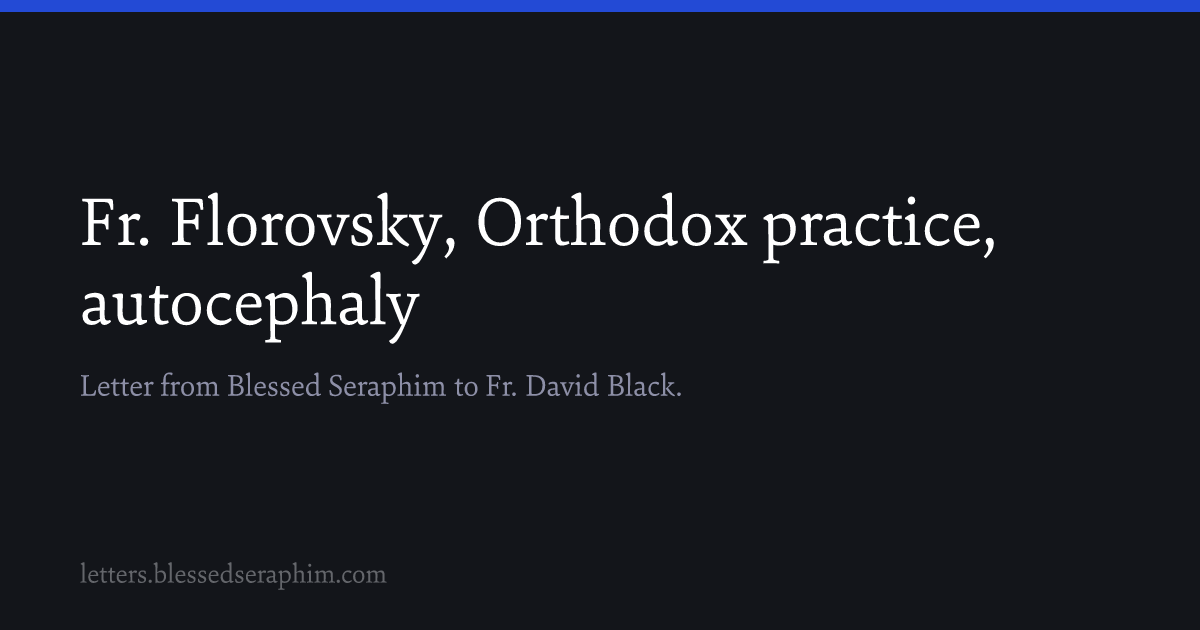 Fr. Florovsky, Orthodox practice,
autocephaly
Letter from Blessed Seraphim to Fr. David Black.
letters.blessedseraphim.com